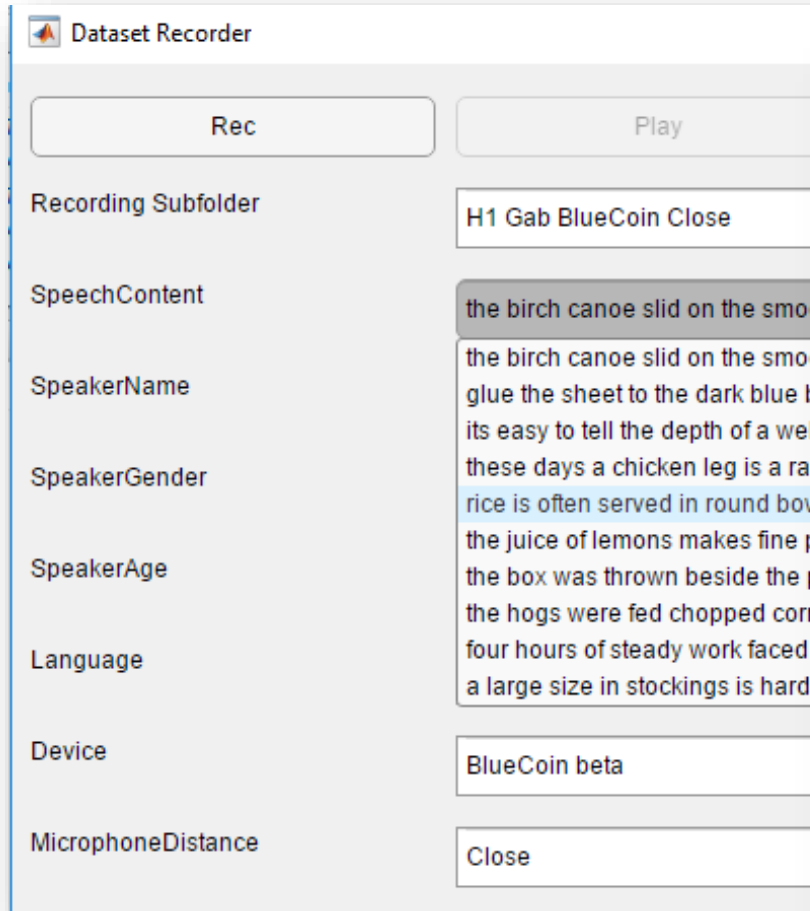 Dataset Recorder
Rec Play
Recording Subfolder H1 Gab BlueCoin Close
SpeechContent the birch canoe slid on the
the birch canoe slid on the
SpeakerName glue the sheet to the dark blue
its easy to tell the depth of a
SpeakerGender these days a chicken leg is a
rice is often served in round
the juice of lemons makes fine
SpeakerAge the box was thrown beside the
the hogs were fed chopped
Language four hours of steady work faced
a large size in stockings is hard
Device BlueCoin beta
MicrophoneDistance Close